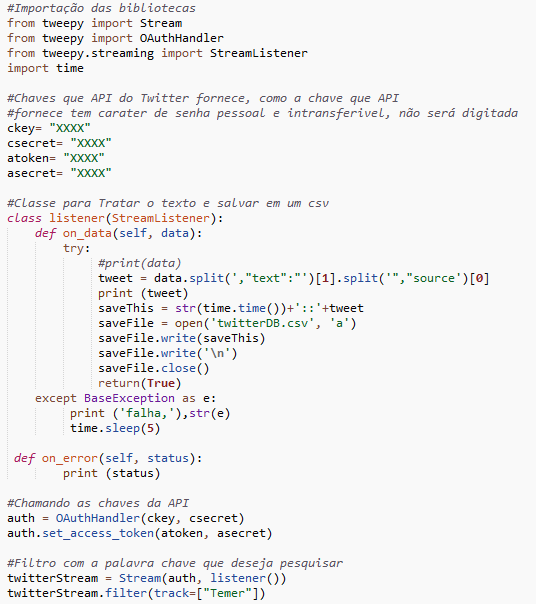 #Importação das bibliotecas
from tweepy import Stream
from tweepy import OAuthHandler
from tweepy.streaming import StreamListener
import time

#Chaves que API do Twitter fornece, como a chave que API
#fornece tem carater de senha pessoal e intransferivel, não será digitada
ckey= "XXXX"
csecret= "XXXX"
atoken= "XXXX"
asecret= "XXXX"

#Classe para Tratar o texto e salvar em um csv
class listener(StreamListener):
    def on_data(self, data):
        try:
             #print(data)
             tweet = data.split(',"text":"')[1].split('","source')[0]
             print (tweet)
             saveThis = str(time.time())+'::'+tweet
             saveFile = open('twitterDB.csv', 'a')
             saveFile.write(saveThis)
             saveFile.write('\n')
             saveFile.close()
             return(True)
    except BaseException as e:
         print ('falha,'),str(e)
         time.sleep(5)

 def on_error(self, status):
        print (status)

#Chamando as chaves da API
auth = OAuthHandler(ckey, csecret)
auth.set_access_token(atoken, asecret)

#Filtro com a palavra chave que deseja pesquisar
twitterStream = Stream(auth, listener())
twitterStream.filter(track=["Temer"])